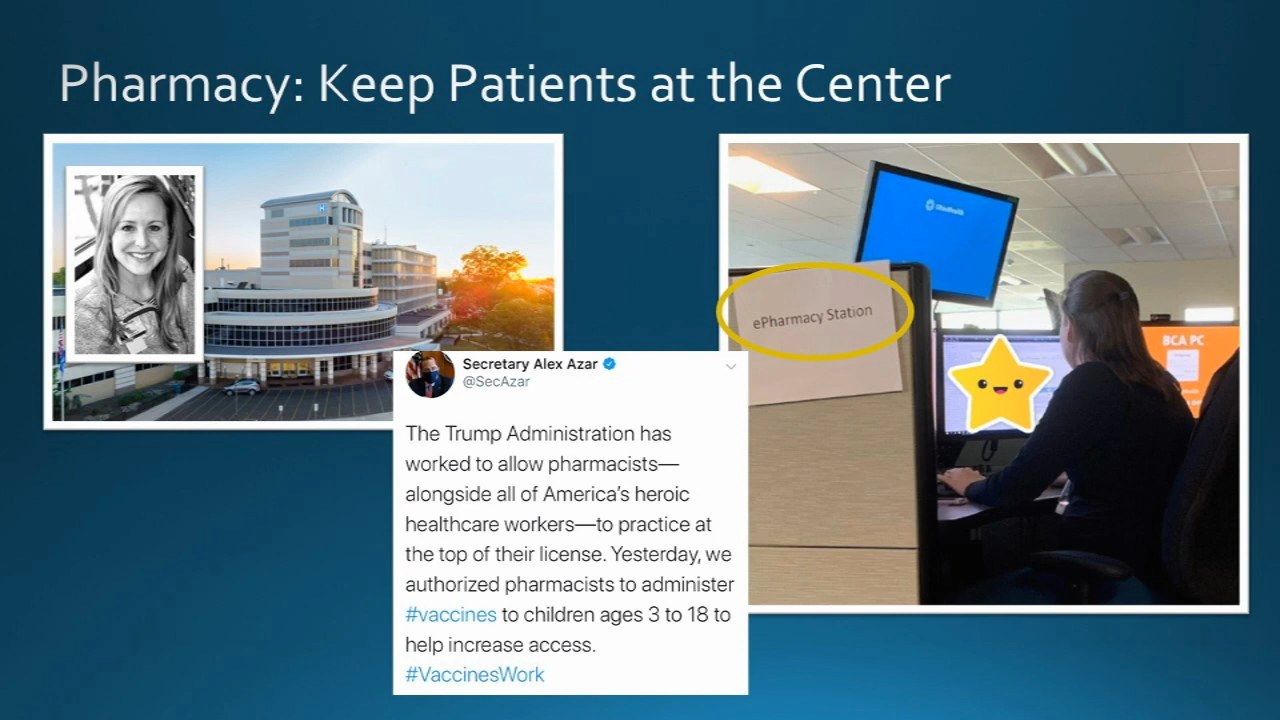 Pharmacy: Keep Patients at the Center
H
ePharmacy Station
BCA PC
Secretary Alex Azar
@SecAzar
The Trump Administration has
worked to allow pharmacists—
alongside all of America's heroic
healthcare workers—to practice at
the top of their license. Yesterday, we
authorized pharmacists to administer
#vaccines to children ages 3 to 18 to
help increase access.
#VaccinesWork